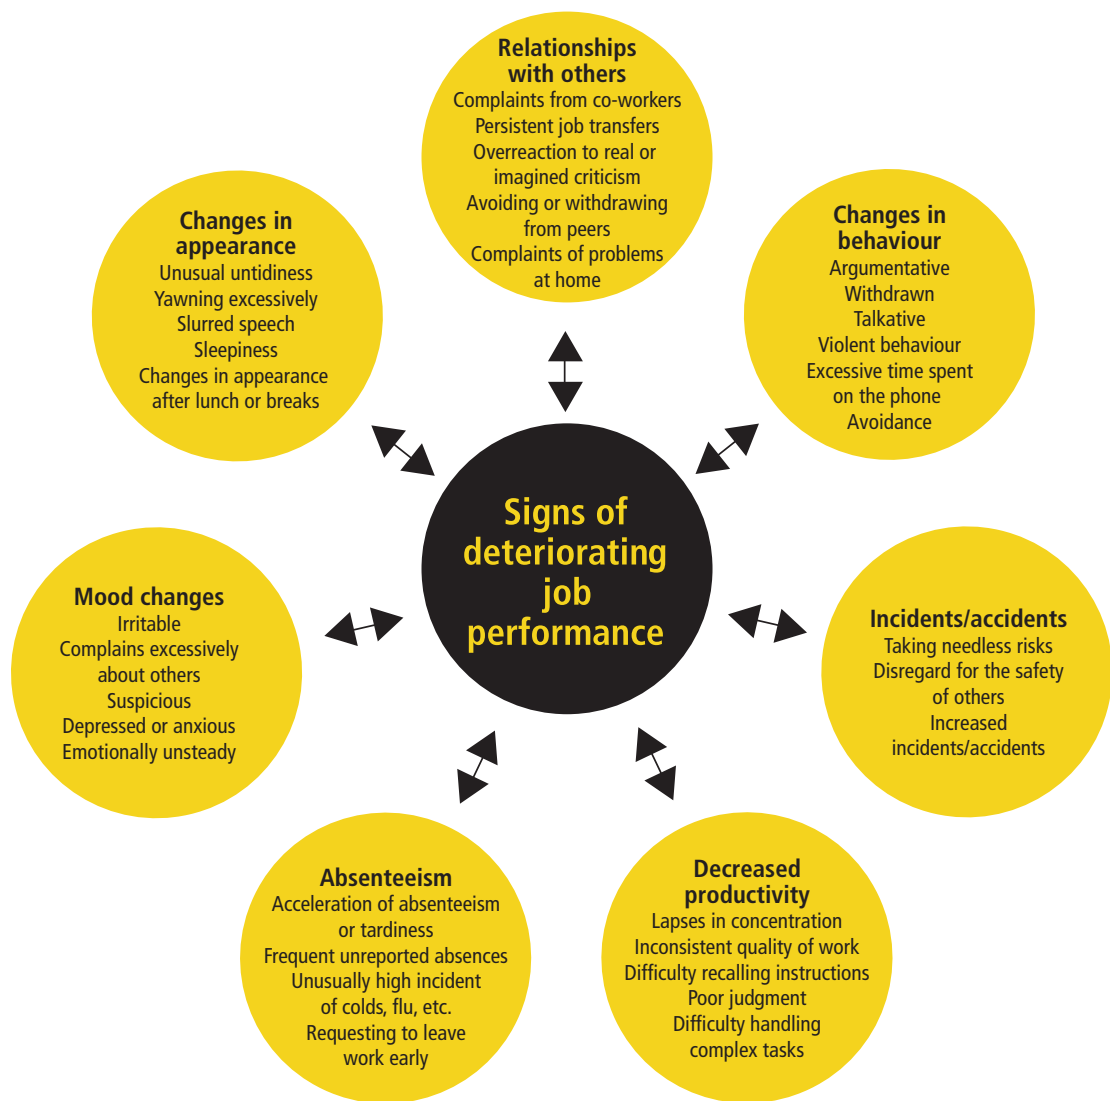 Relationships
with others
Complaints from co-workers
Persistent job transfers
Overreaction to real or
imagined criticism
Avoiding or withdrawing
from peers
Complaints of problems
at home
Changes in
behaviour
Argumentative
Withdrawn
Talkative
Violent behaviour
Excessive time spent
on the phone
Avoidance
Incidents/accidents
Taking needless risks
Disregard for the safety
of others
Increased
incidents/accidents
Decreased
productivity
Lapses in concentration
Inconsistent quality of work
Difficulty recalling instructions
Poor judgment
Difficulty handling
complex tasks
Absenteeism
Acceleration of absenteeism
or tardiness
Frequent unreported absences
Unusually high incident
of colds, flu, etc.
Requesting to leave
work early
Mood changes
Irritable
Complains excessively
about others
Suspicious
Depressed or anxious
Emotionally unsteady
Changes in
appearance
Unusual untidiness
Yawning excessively
Slurred speech
Sleepiness
Changes in appearance
after lunch or breaks
Signs of
deteriorating
job
performance